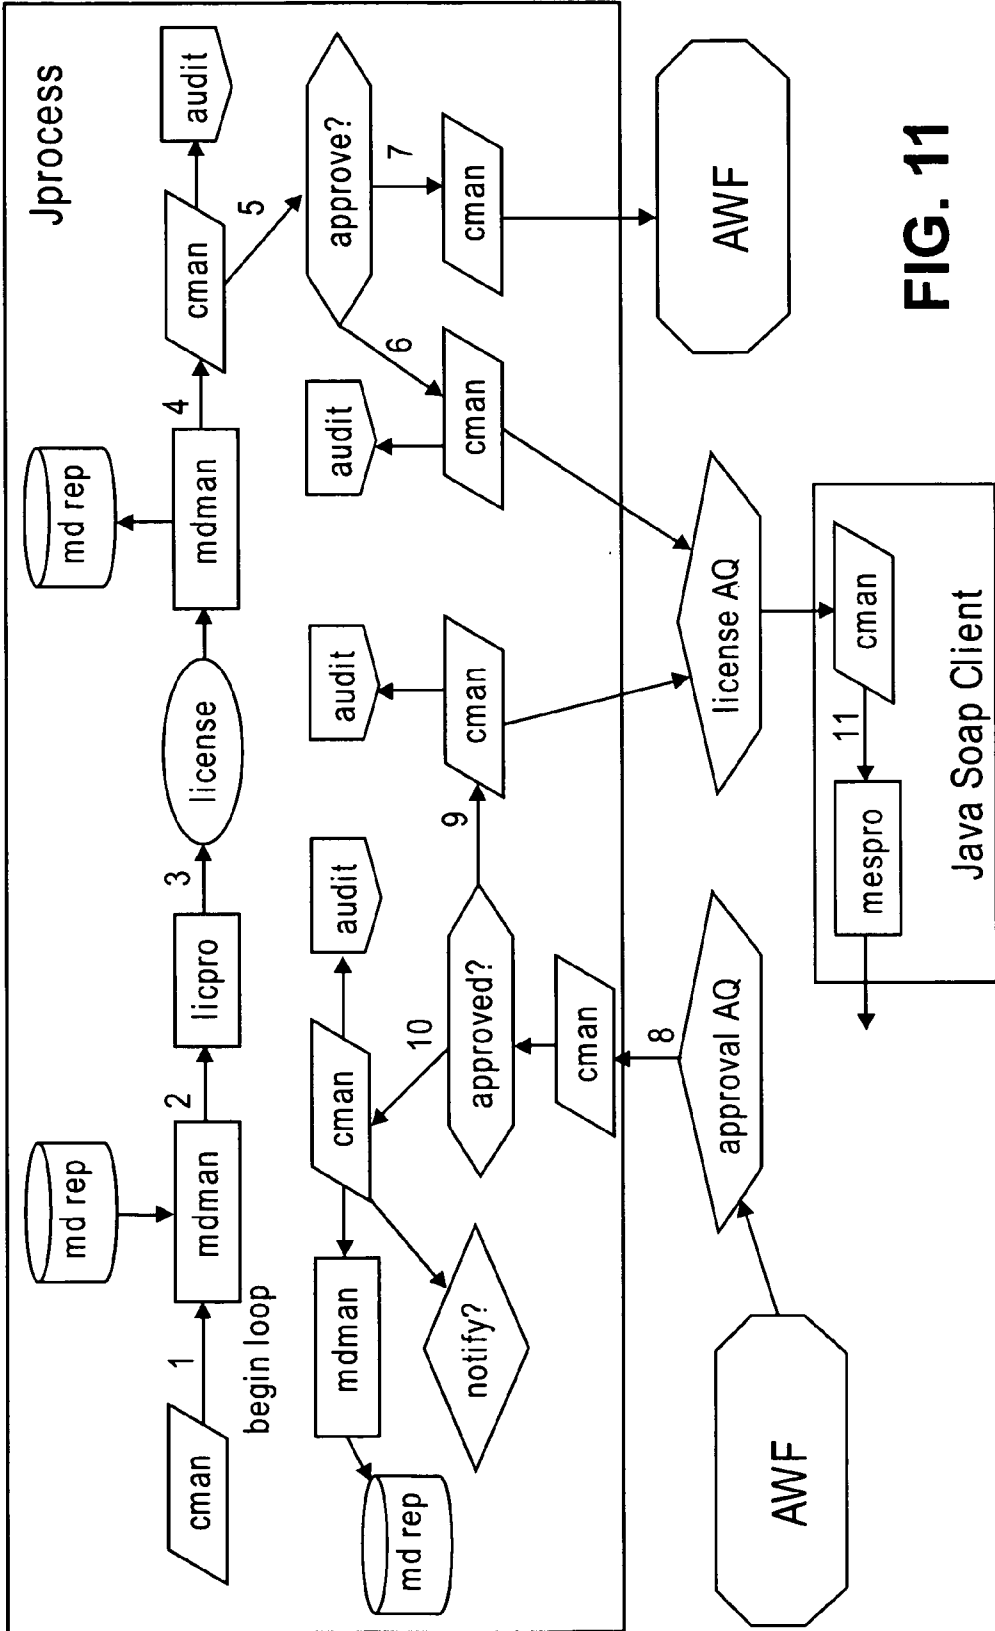 Jprocess
md rep
md rep
cman
1
mdman
2
licpro
3
license
mdman
4
cman
audit
begin loop
5
md rep
mdman
cman
audit
audit
audit
approve?
10
6
7
notify?
approved?
9
cman
cman
cman
cman
8
AWF
approval AQ
license AQ
AWF
mespro
11
cman
Java Soap Client
FIG. 11